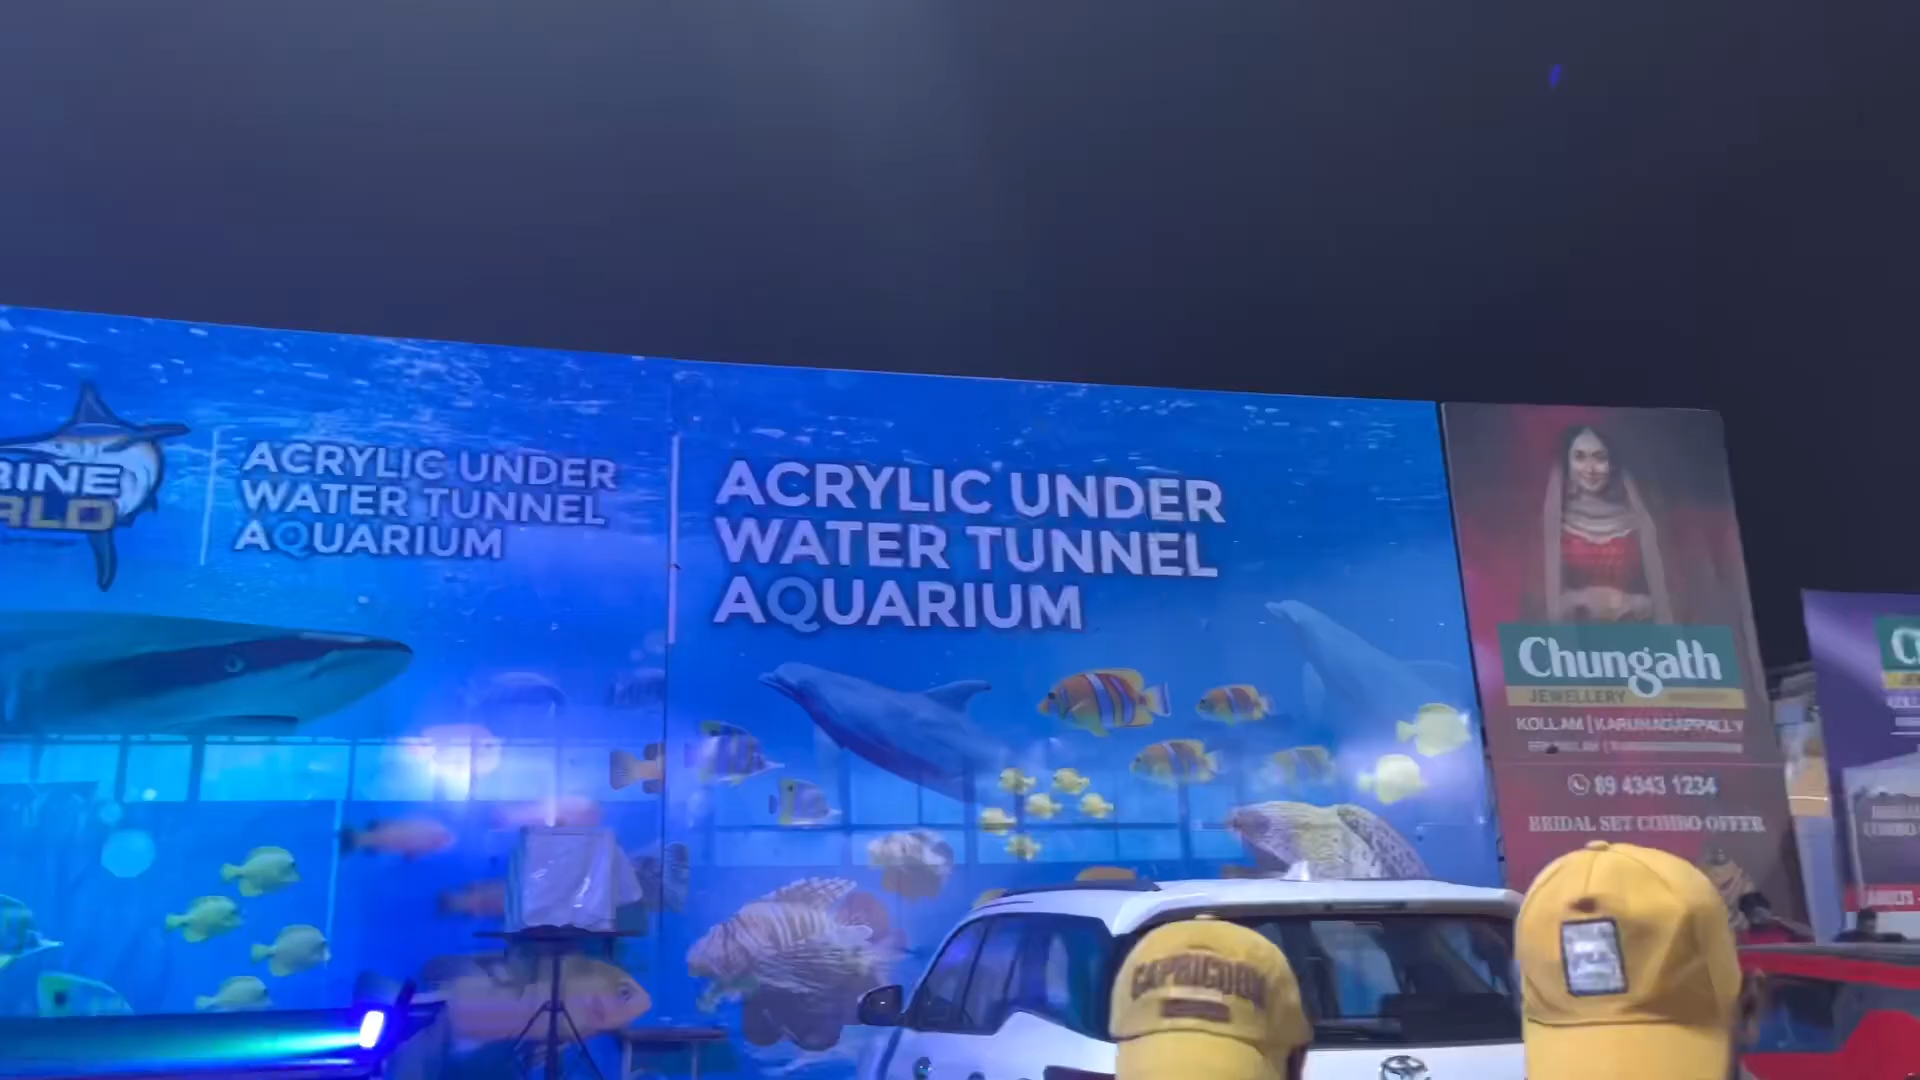 RINE
RLD
ACRYLIC UNDER
WATER TUNNEL
AQUARIUM
ACRYLIC UNDER
WATER TUNNEL
AQUARIUM
Chungath
JEWELLERY
KOLLAM | KARUNAGAPPALLY
89 4343 1234
BRIDAL SET COMBO OFFER
CAPRICORN